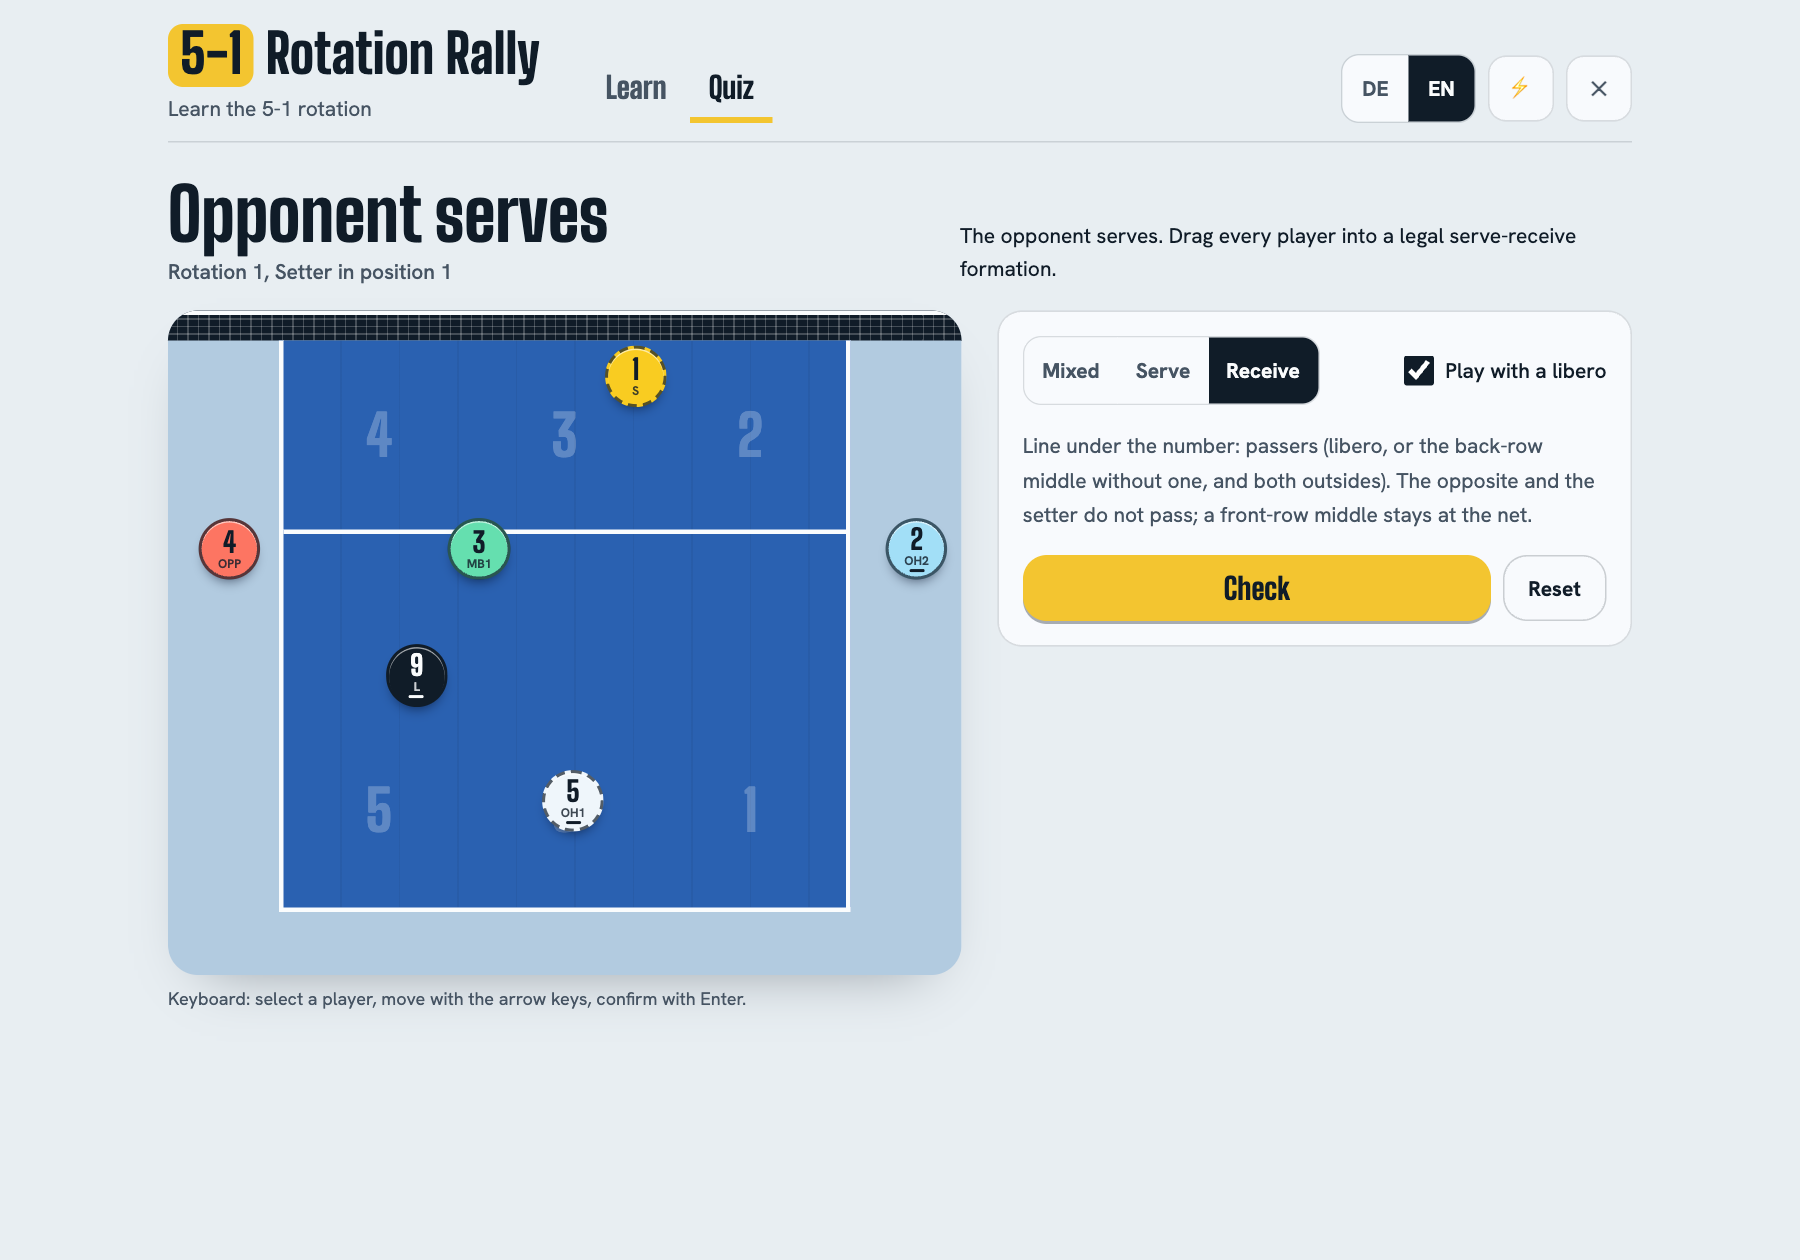 5-1 Rotation Rally
Learn the 5-1 rotation
Learn
Quiz
DE
EN
Opponent serves
Rotation 1, Setter in position 1
The opponent serves. Drag every player into a legal serve-receive
formation.
1
S
4
3
2
4
OPP
3
MB1
2
OH2
9
L
5
OH1
5
1
Mixed
Serve
Receive
Play with a libero
Line under the number: passers (libero, or the back-row
middle without one, and both outsides). The opposite and the
setter do not pass; a front-row middle stays at the net.
Check
Reset
Keyboard: select a player, move with the arrow keys, confirm with Enter.